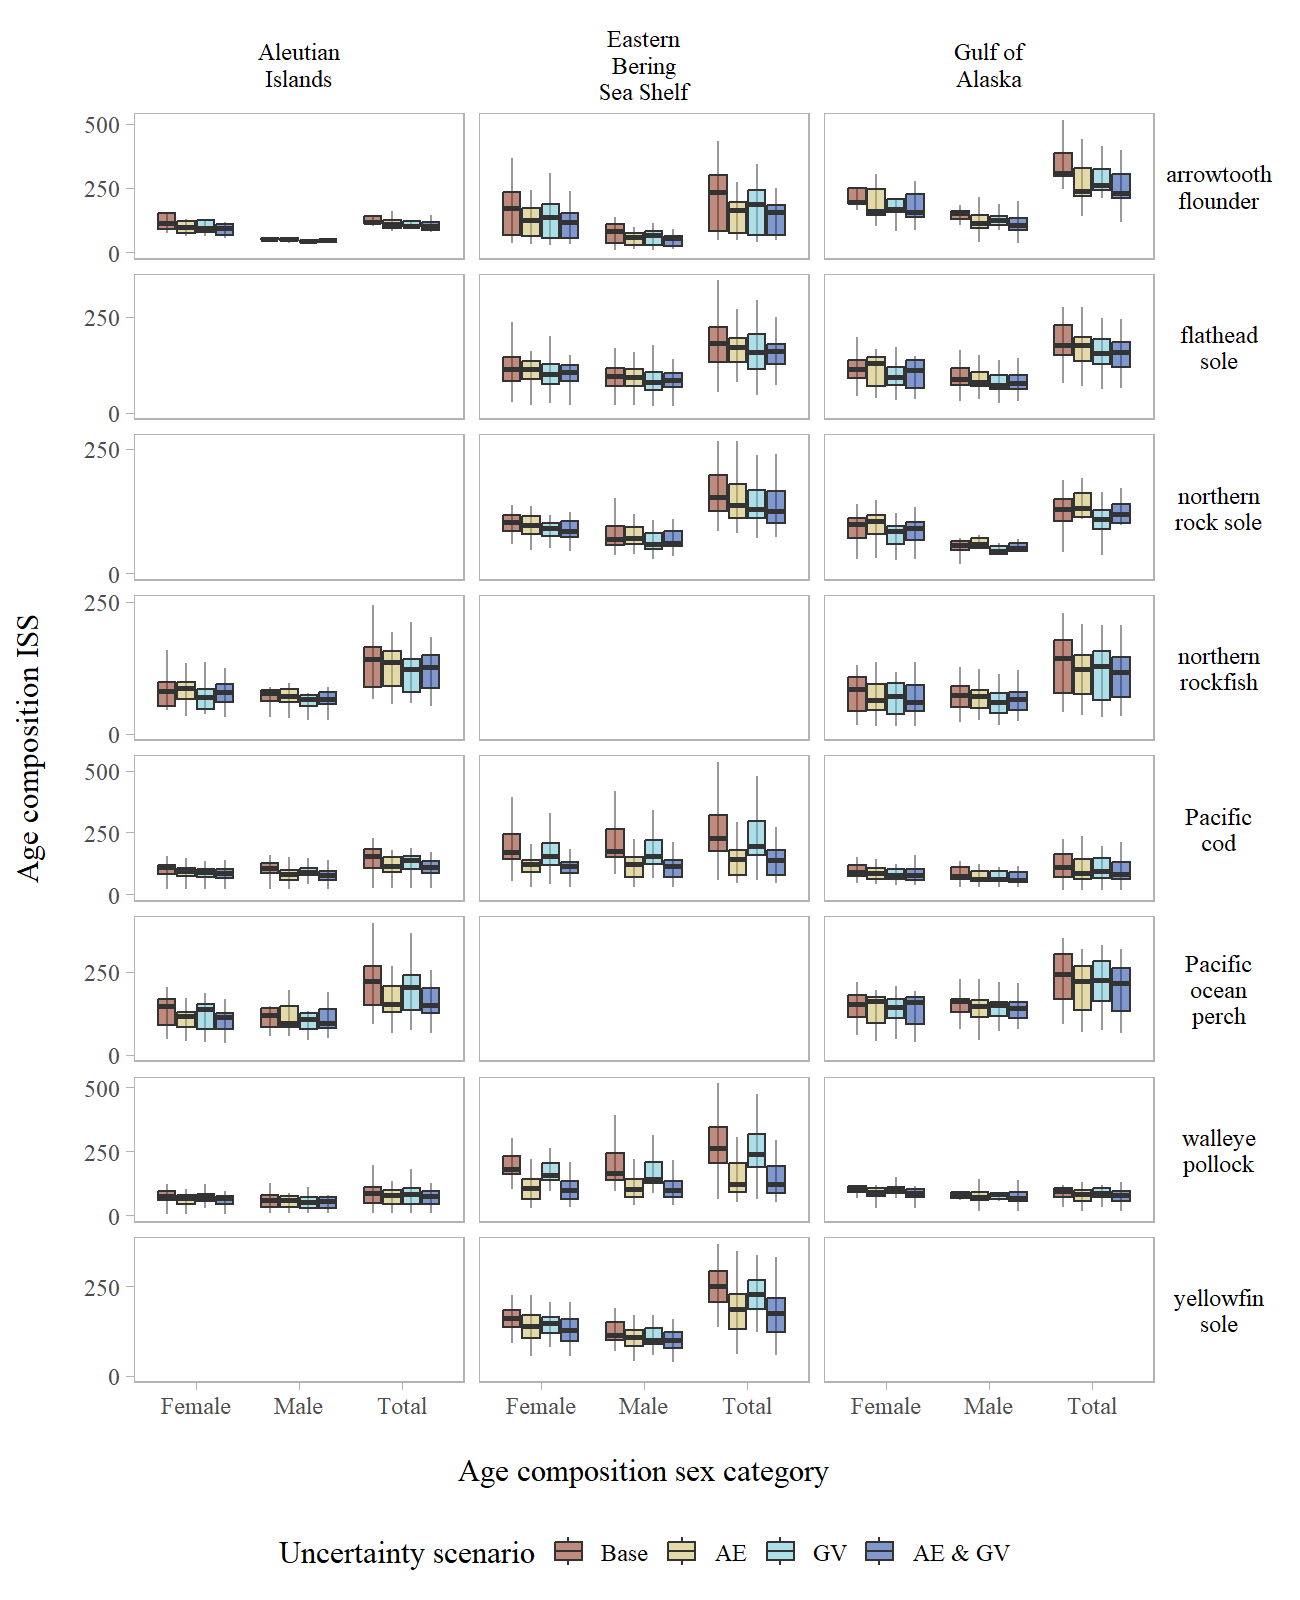 Aleutian
Islands
Eastern
Bering
Sea Shelf
Gulf of
Alaska
500
250
0
arrowtooth
flounder
250
0
flathead
sole
250
0
northern
rock sole
250
0
northern
rockfish
500
250
0
Pacific
cod
250
0
Pacific
ocean
perch
500
250
0
walleye
pollock
250
0
yellowfin
sole
Age composition ISS
Female Male Total Female Male Total Female Male Total
Age composition sex category
Uncertainty scenario Base AE GV AE & GV